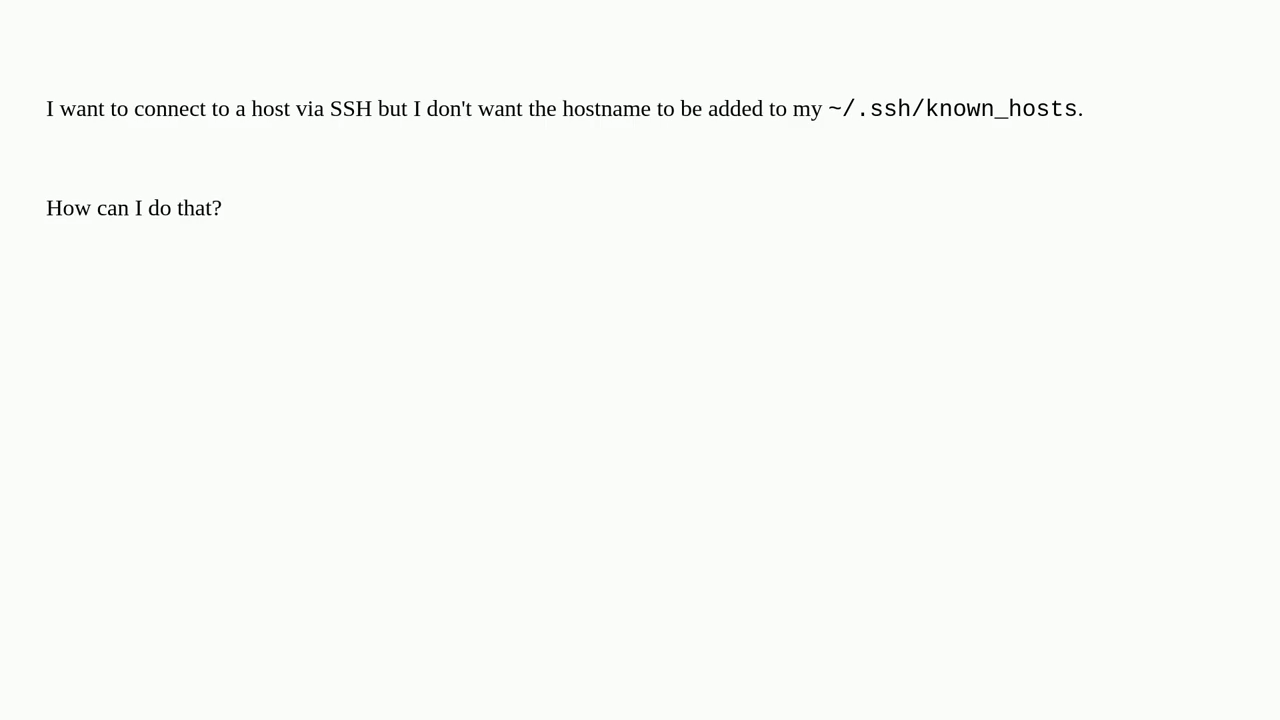 I want to connect to a host via SSH but I don't want the hostname to be added to my ~/.ssh/known_hosts.
How can I do that?